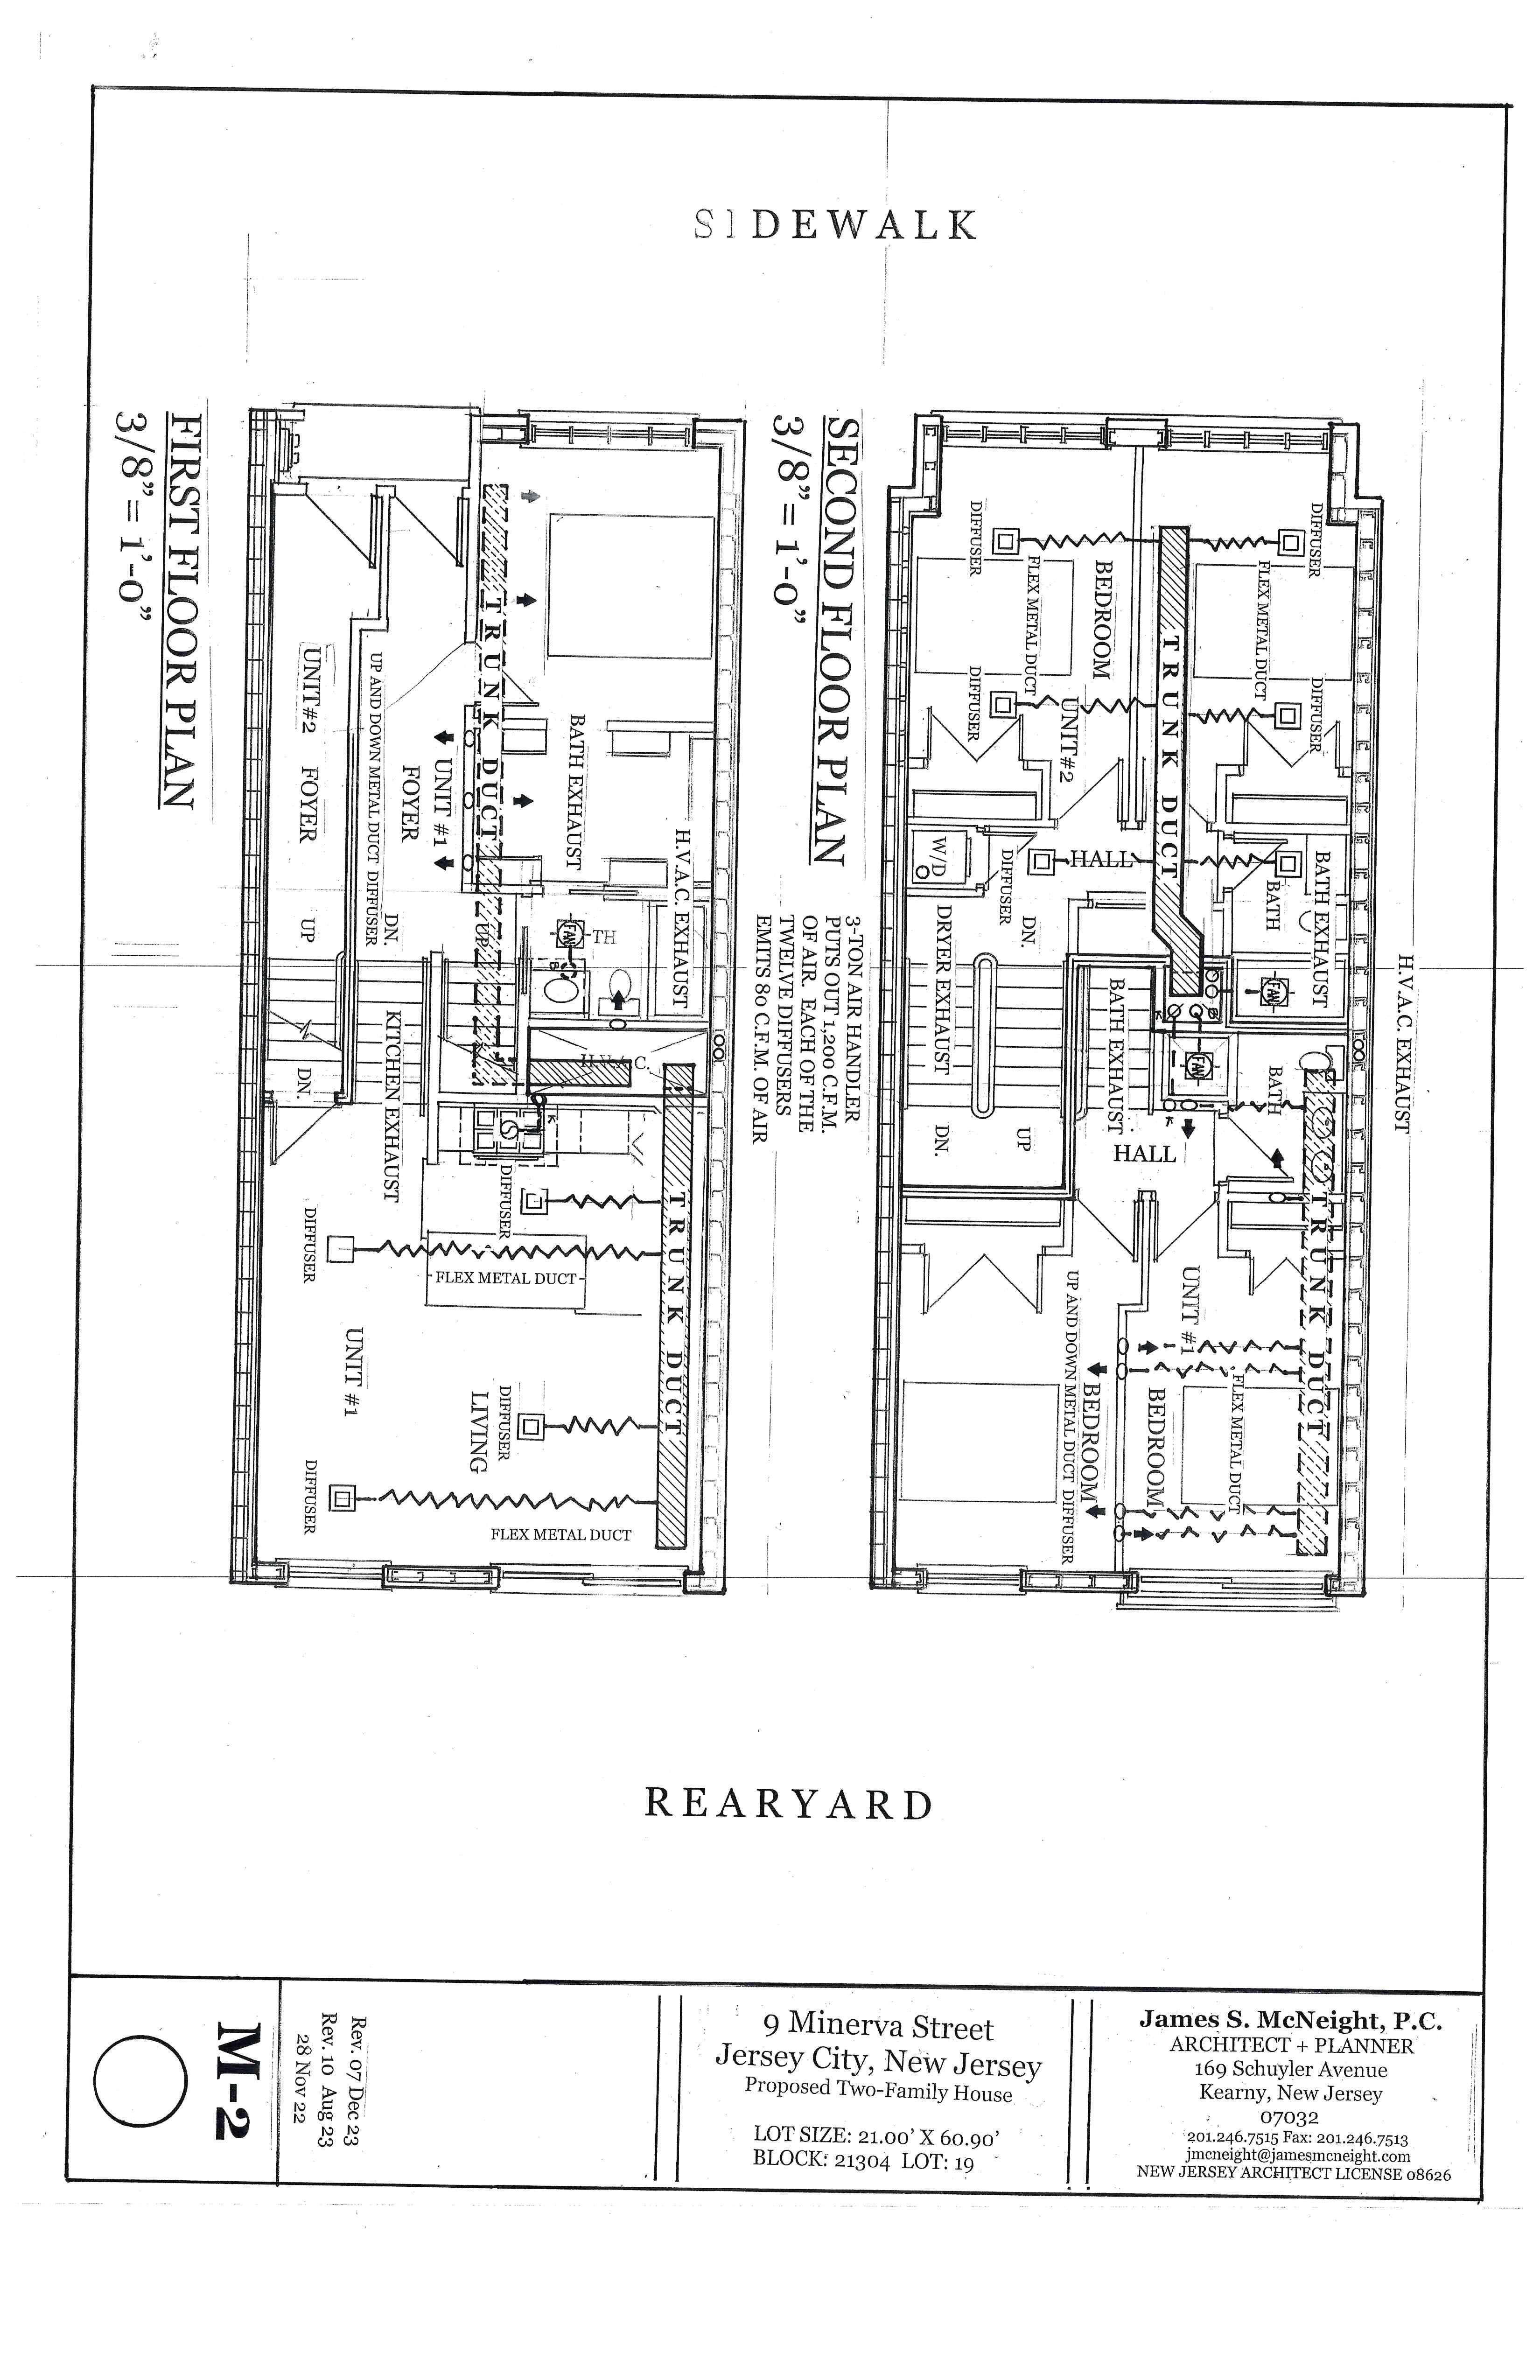 SIDEWALK
FIRST FLOOR PLAN
3/8"= 1'-0"
UNIT#2 FOYER UP
DN.
UP AND DOWN METAL DUCT DIFFUSER
DN.
FOYER
UNIT #1
TRUNK DUCT
UP
BATH EXHAUST
H.V.A.C. EXHAUST
FAN
B
H.V.A.C.
KITCHEN EXHAUST
K
DIFFUSER
DIFFUSER
FLEX METAL DUCT
TRUNK DUCT
UNIT #1
LIVING
DIFFUSER
DIFFUSER
FLEX METAL DUCT
SECOND FLOOR PLAN
3/8"= 1'-0"
3-TON AIR HANDLER
PUTS OUT 1,200 C.F.M.
OF AIR. EACH OF THE
TWELVE DIFFUSERS
EMITS 80 C.F.M. OF AIR
DIFFUSER
DIFFUSER
FLEX METAL DUCT
FLEX METAL DUCT
BEDROOM
UNIT#2
TRUNK DUCT
DIFFUSER
DIFFUSER
W/D
DIFFUSER
HALL
DN.
BATH
BATH EXHAUST
FAN
H.V.A.C. EXHAUST
DRYER EXHAUST
BATH EXHAUST
B
K
FAN
BATH
K
UP
DN.
HALL
TRUNK DUCT
UNIT #1
UP AND DOWN METAL DUCT DIFFUSER
BEDROOM
BEDROOM
FLEX METAL DUCT
REARYARD
M-2
Rev. 07 Dec 23
Rev. 10 Aug 23
28 Nov 22
9 Minerva Street
Jersey City, New Jersey
Proposed Two-Family House
LOT SIZE: 21.00' X 60.90'
BLOCK: 21304 LOT: 19
James S. McNeight, P.C.
ARCHITECT + PLANNER
169 Schuyler Avenue
Kearny, New Jersey
07032
201.246.7515 Fax: 201.246.7513
jmcneight@jamesmcneight.com
NEW JERSEY ARCHITECT LICENSE 08626